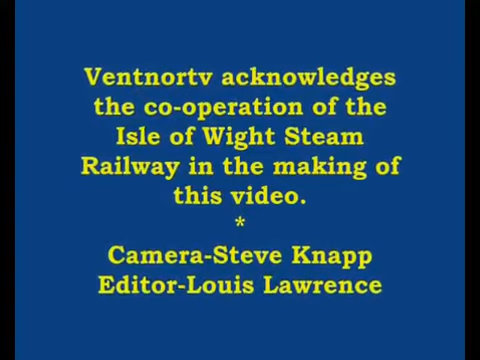 Ventnortv acknowledges
the co-operation of the
Isle of Wight Steam
Railway in the making of
this video.
*
Camera-Steve Knapp
Editor-Louis Lawrence